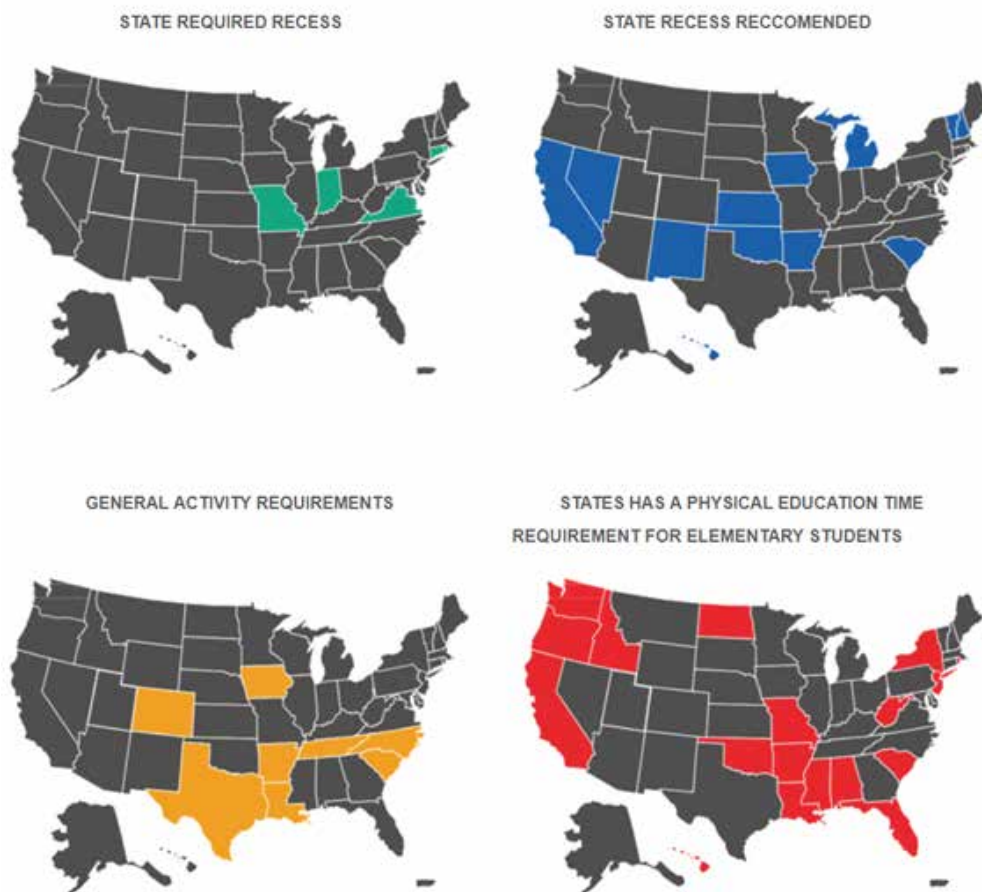 STATE REQUIRED RECESS
STATE RECESS RECCOMENDED
GENERAL ACTIVITY REQUIREMENTS
STATES HAS A PHYSICAL EDUCATION TIME
REQUIREMENT FOR ELEMENTARY STUDENTS